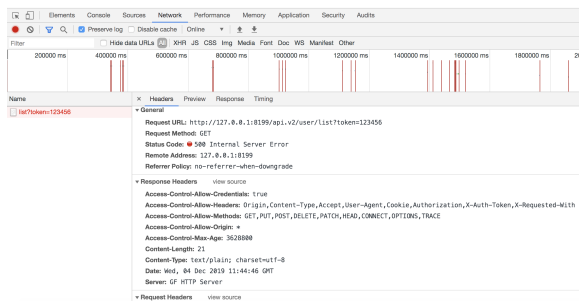 Elements Console Sources Network Performance Memory Application Security Audits
Preserve log Disable cache Online
Filter Hide data URLs All XHR JS CSS Img Media Font Doc WS Manifest Other
200000 ms 400000 ms 600000 ms 800000 ms 1000000 ms 1200000 ms 1400000 ms 1600000 ms 1800000 ms 2
Name × Headers Preview Response Timing
list?token=123456
General
Request URL: http://127.0.0.1:8199/api.v2/user/list?token=123456
Request Method: GET
Status Code: 500 Internal Server Error
Remote Address: 127.0.0.1:8199
Referrer Policy: no-referrer-when-downgrade
Response Headers view source
Access-Control-Allow-Credentials: true
Access-Control-Allow-Headers: Origin,Content-Type,Accept,User-Agent,Cookie,Authorization,X-Auth-Token,X-Requested-With
Access-Control-Allow-Methods: GET,PUT,POST,DELETE,PATCH,HEAD,CONNECT,OPTIONS,TRACE
Access-Control-Allow-Origin: *
Access-Control-Max-Age: 3628800
Content-Length: 21
Content-Type: text/plain; charset=utf-8
Date: Wed, 04 Dec 2019 11:44:46 GMT
Server: GF HTTP Server
Request Headers view source